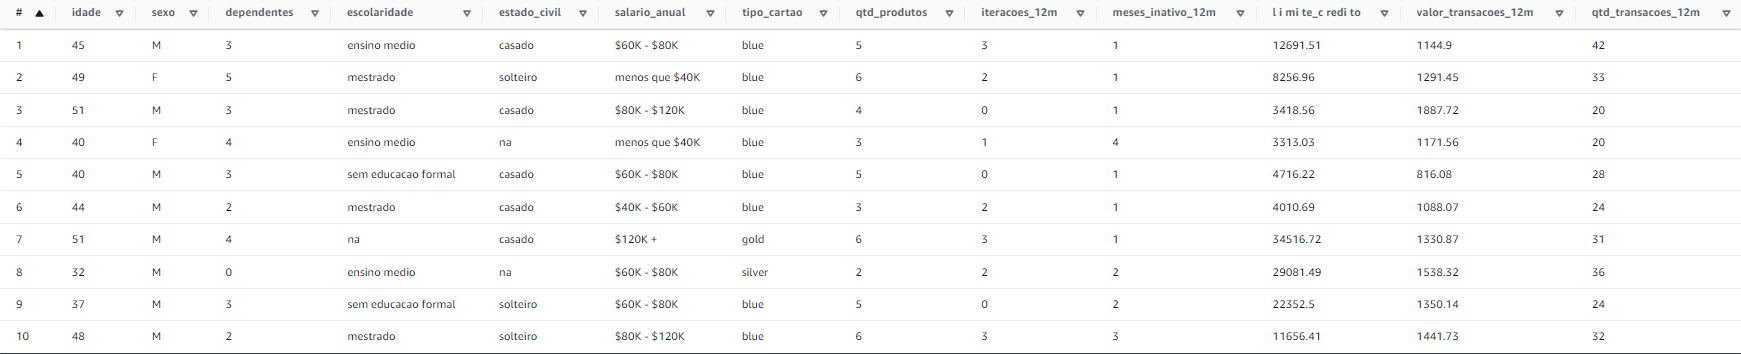 # idade sexo dependentes escolaridade estado_civil salario_anual tipo_cartao qtd_produtos iteracoes_12m meses_inativo_12m l i mi te_c redi to valor_transacoes_12m qtd_transacoes_12m
1 45 M 3 ensino medio casado $60K - $80K blue 5 3 1 12691.51 1144.9 42
2 49 F 5 mestrado solteiro menos que $40K blue 6 2 1 8256.96 1291.45 33
3 51 M 3 mestrado casado $80K - $120K blue 4 0 1 3418.56 1887.72 20
4 40 F 4 ensino medio na menos que $40K blue 3 1 4 3313.03 1171.56 20
5 40 M 3 sem educacao formal casado $60K - $80K blue 5 0 1 4716.22 816.08 28
6 44 M 2 mestrado casado $40K - $60K blue 3 2 1 4010.69 1088.07 24
7 51 M 4 na casado $120K + gold 6 3 1 34516.72 1330.87 31
8 32 M 0 ensino medio na $60K - $80K silver 2 2 2 29081.49 1538.32 36
9 37 M 3 sem educacao formal solteiro $60K - $80K blue 5 0 2 22352.5 1350.14 24
10 48 M 2 mestrado solteiro $80K - $120K blue 6 3 3 11656.41 1441.73 32